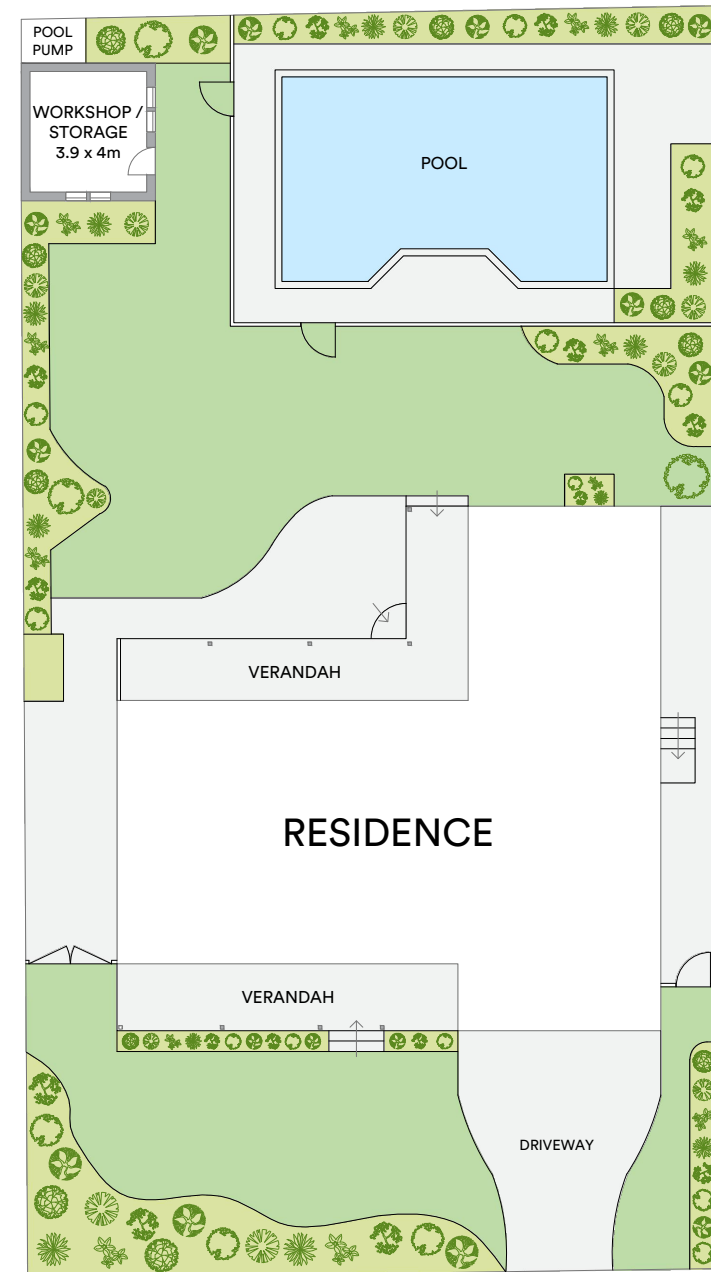 POOL
PUMP
WORKSHOP /
STORAGE
3.9 x 4m
POOL
VERANDAH
RESIDENCE
VERANDAH
DRIVEWAY